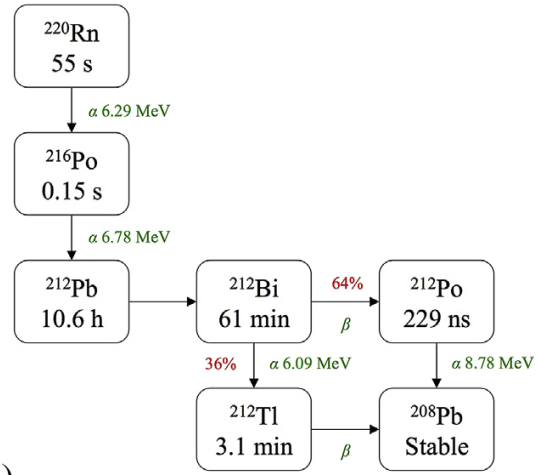 ²²⁰Rn
55 s
α 6.29 MeV
²¹⁶Po
0.15 s
α 6.78 MeV
²¹²Pb
10.6 h
²¹²Bi
61 min
64%
β
²¹²Po
229 ns
36%
α 6.09 MeV
α 8.78 MeV
²¹²Tl
3.1 min
β
²⁰⁸Pb
Stable
)